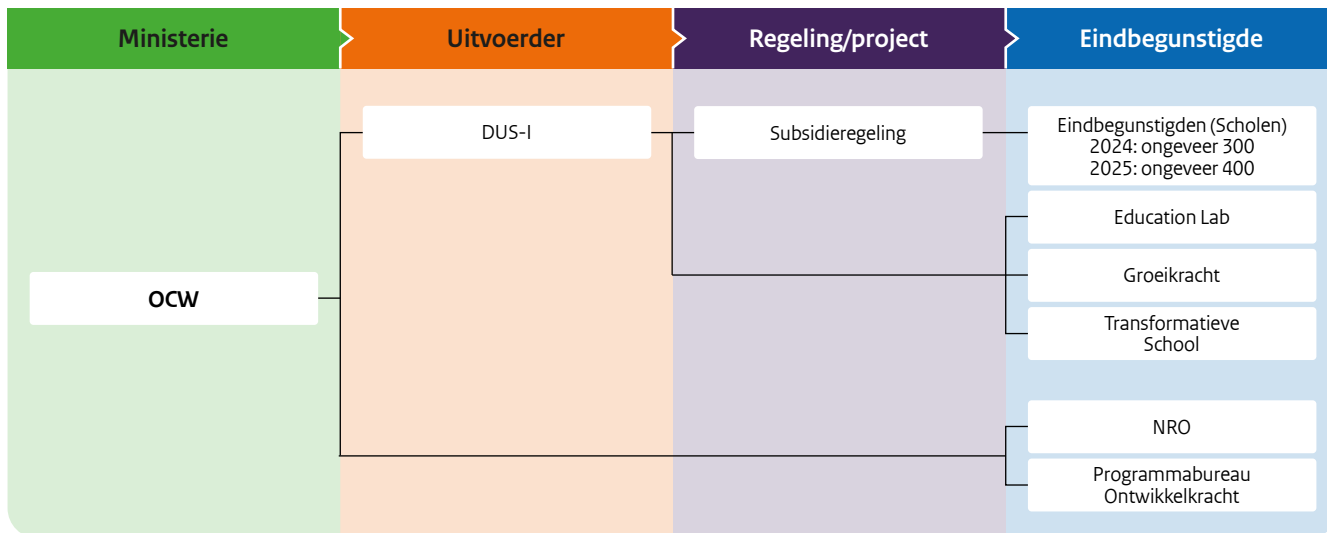 Ministerie
Uitvoerder
Regeling/project
Eindbegunstigde
DUS-I
Subsidieregeling
Eindbegunstigden (Scholen)
2024: ongeveer 300
2025: ongeveer 400
Education Lab
OCW
Groeikracht
Transformatieve
School
NRO
Programmabureau
Ontwikkelkracht